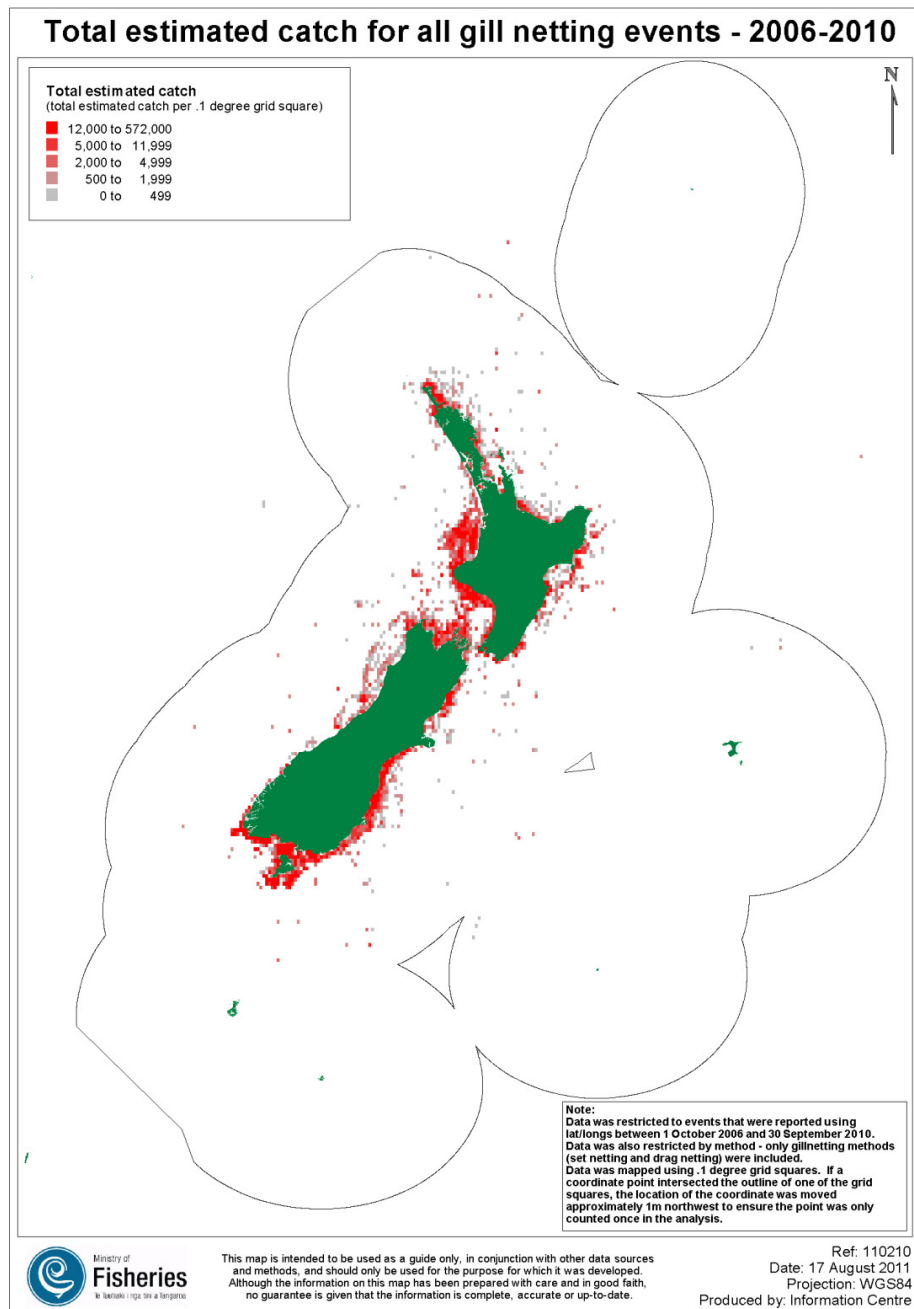 Total estimated catch for all gill netting events - 2006-2010
Total estimated catch
(total estimated catch per .1 degree grid square)
12,000 to 572,000
5,000 to 11,999
2,000 to 4,999
500 to 1,999
0 to 499
N
Note:
Data was restricted to events that were reported using
lat/longs between 1 October 2006 and 30 September 2010.
Data was also restricted by method - only gillnetting methods
(set netting and drag netting) were included.
Data was mapped using .1 degree grid squares. If a
coordinate point intersected the outline of one of the grid
squares, the location of the coordinate was moved
approximately 1m northwest to ensure the point was only
counted once in the analysis.
Ministry of
Fisheries
Te Tautiaki i nga tini a Tangaroa
This map is intended to be used as a guide only, in conjunction with other data sources
and methods, and should only be used for the purpose for which it was developed.
Although the information on this map has been prepared with care and in good faith,
no guarantee is given that the information is complete, accurate or up-to-date.
Ref: 110210
Date: 17 August 2011
Projection: WGS84
Produced by: Information Centre